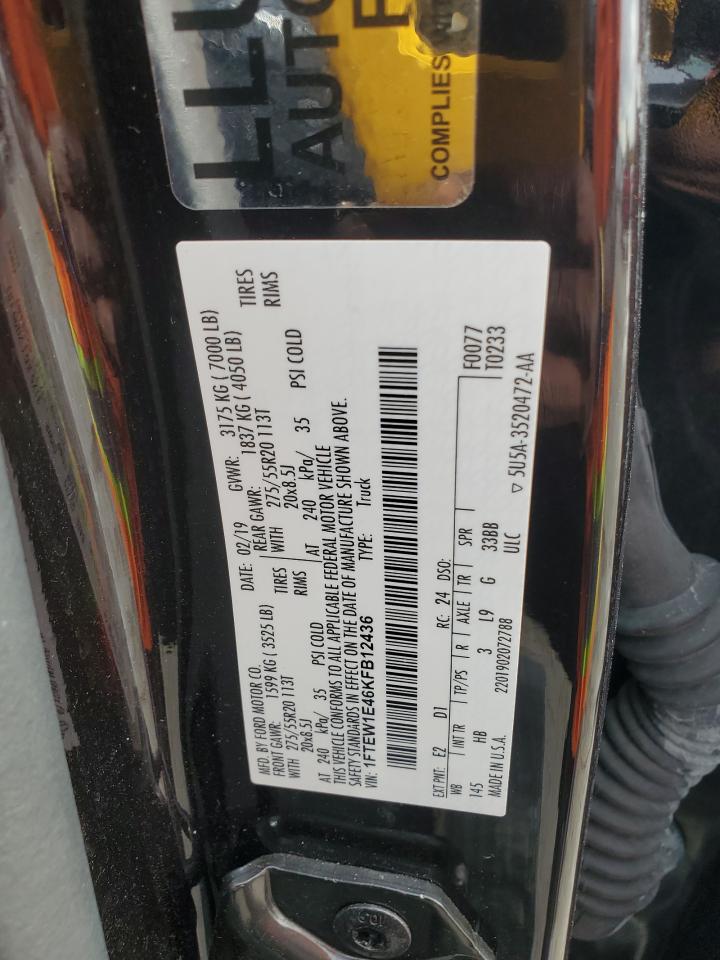 AUTO
COMPLIES
MFD. BY FORD MOTOR CO.
DATE: 02/19 GVWR: 3175 KG ( 7000 LB)
FRONT GAWR: 1599 KG ( 3525 LB) REAR GAWR: 1837 KG ( 4050 LB)
WITH 275/55R20 113T TIRES WITH 275/55R20 113T TIRES
20x8.5J RIMS 20x8.5J RIMS
AT 240 kPa/ 35 PSI COLD AT 240 kPa/ 35 PSI COLD
THIS VEHICLE CONFORMS TO ALL APPLICABLE FEDERAL MOTOR VEHICLE
SAFETY STANDARDS IN EFFECT ON THE DATE OF MANUFACTURE SHOWN ABOVE.
VIN: 1FTEW1E46KFB12436 TYPE: Truck
EXT PNT: E2 D1 RC: 24 DSO: F0077
WB INT TR TP/PS R AXLE TR SPR T0233
145 HB 3 L9 G 33BB
MADE IN U.S.A. 2201902072788 ULC ▽ 5U5A-3520472-AA